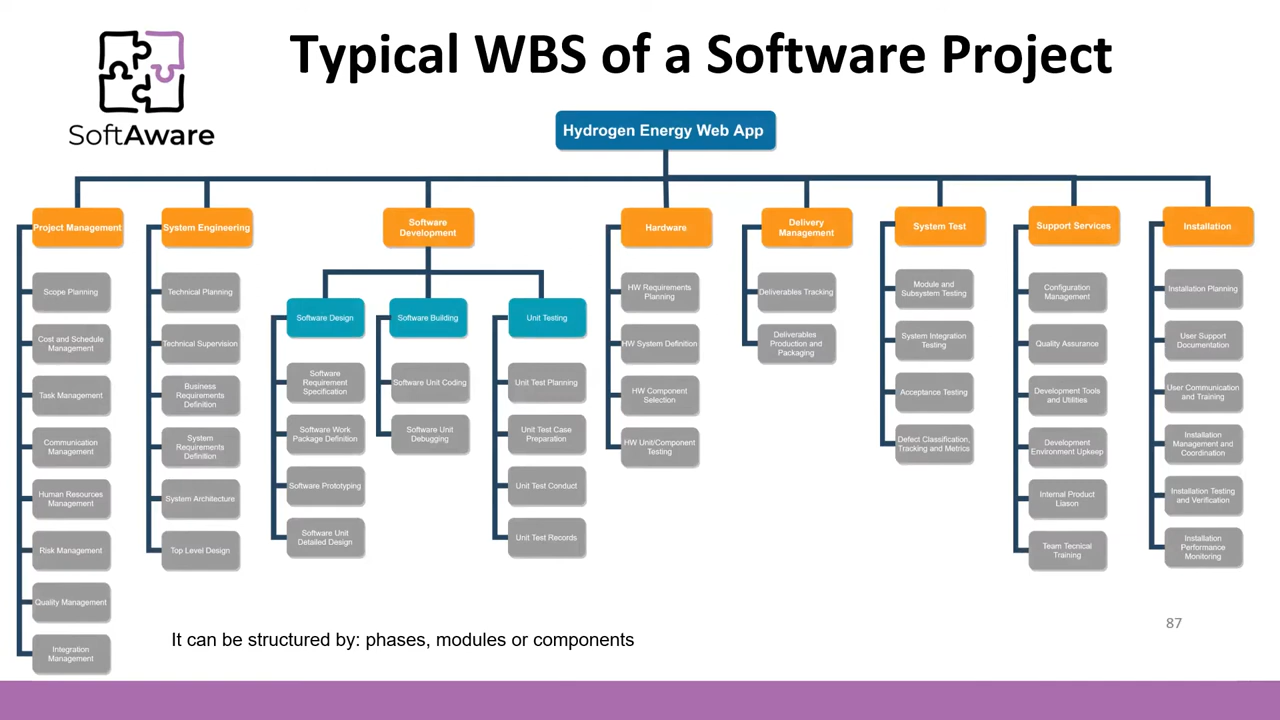 Typical WBS of a Software Project
SoftAware
Hydrogen Energy Web App
Project Management
Scope Planning
Cost and Schedule
Management
Task Management
Communication
Management
Human Resources
Management
Risk Management
Quality Management
Integration
Management
System Engineering
Technical Planning
Technical Supervision
Business
Requirements
Definition
System
Requirements
Definition
System Architecture
Top Level Design
Software
Development
Software Design
Software
Requirement
Specification
Software Work
Package Definition
Software Prototyping
Software Unit
Detailed Design
Software Building
Software Unit Coding
Software Unit
Debugging
Unit Testing
Unit Test Planning
Unit Test Case
Preparation
Unit Test Conduct
Unit Test Records
Hardware
HW Requirements
Planning
HW System Definition
HW Component
Selection
HW Unit/Component
Testing
Delivery
Management
Deliverables Tracking
Deliverables
Production and
Packaging
System Test
Module and
Subsystem Testing
System Integration
Testing
Acceptance Testing
Defect Classification,
Tracking and Metrics
Support Services
Configuration
Management
Quality Assurance
Development Tools
and Utilities
Development
Environment Upkeep
Internal Product
Liason
Team Tecnical
Training
Installation
Installation Planning
User Support
Documentation
User Communication
and Training
Installation
Management and
Coordination
Installation Testing
and Verification
Installation
Performance
Monitoring
It can be structured by: phases, modules or components
87